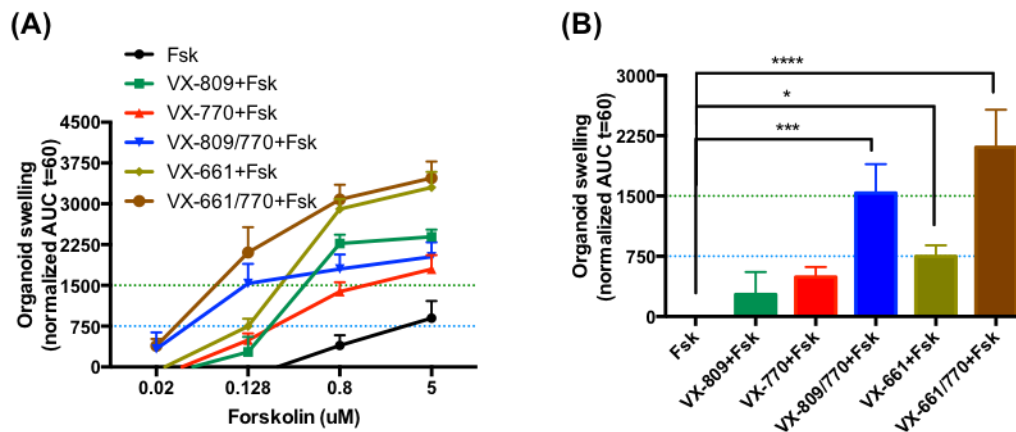 (A)
Fsk
VX-809+Fsk
VX-770+Fsk
VX-809/770+Fsk
VX-661+Fsk
VX-661/770+Fsk
Organoid swelling
(normalized AUC t=60)
4500
3750
3000
2250
1500
750
0
0.02 0.128 0.8 5
Forskolin (uM)
(B)
****
*
***
Organoid swelling
(normalized AUC t=60)
3000
2250
1500
750
0
Fsk
VX-809+Fsk
VX-770+Fsk
VX-809/770+Fsk
VX-661+Fsk
VX-661/770+Fsk